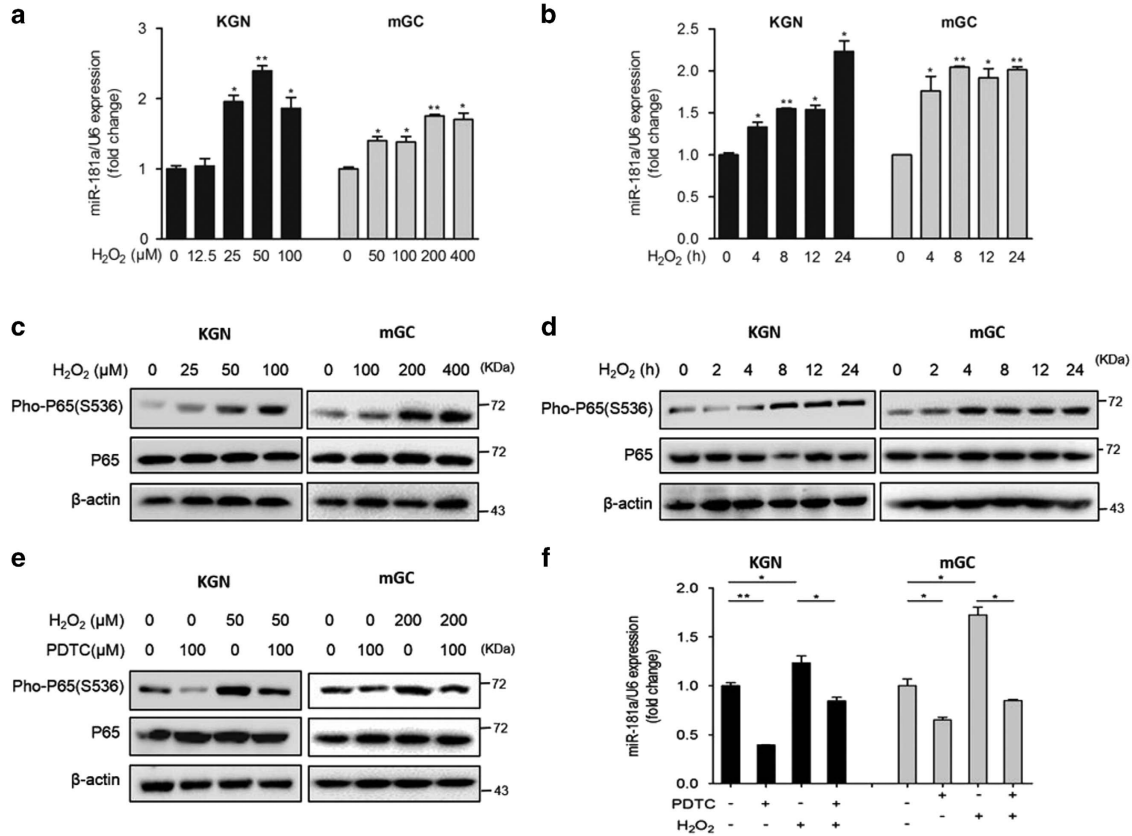 a
KGN mGC
miR-181a/U6 expression
(fold change)
3
2
1
0
* ** * * * ** *
H₂O₂ (μM) 0 12.5 25 50 100 0 50 100 200 400
b
KGN mGC
miR-181a/U6 expression
(fold change)
2.5
2.0
1.5
1.0
0.5
0.0
* ** * * * ** * **
H₂O₂ (h) 0 4 8 12 24 0 4 8 12 24
c
KGN mGC
H₂O₂ (μM) 0 25 50 100 0 100 200 400 (KDa)
Pho-P65(S536) 72
P65 72
β-actin 43
d
KGN mGC
H₂O₂ (h) 0 2 4 8 12 24 0 2 4 8 12 24 (KDa)
Pho-P65(S536) 72
P65 72
β-actin 43
e
KGN mGC
H₂O₂ (μM) 0 0 50 50 0 0 200 200
PDTC(μM) 0 100 0 100 0 100 0 100 (KDa)
Pho-P65(S536) 72
P65 72
β-actin 43
f
KGN mGC
miR-181a/U6 expression
(fold change)
2.0
1.5
1.0
0.5
0.0
* ** * * * *
PDTC - + - + - + - +
H₂O₂ - - + + - - + +